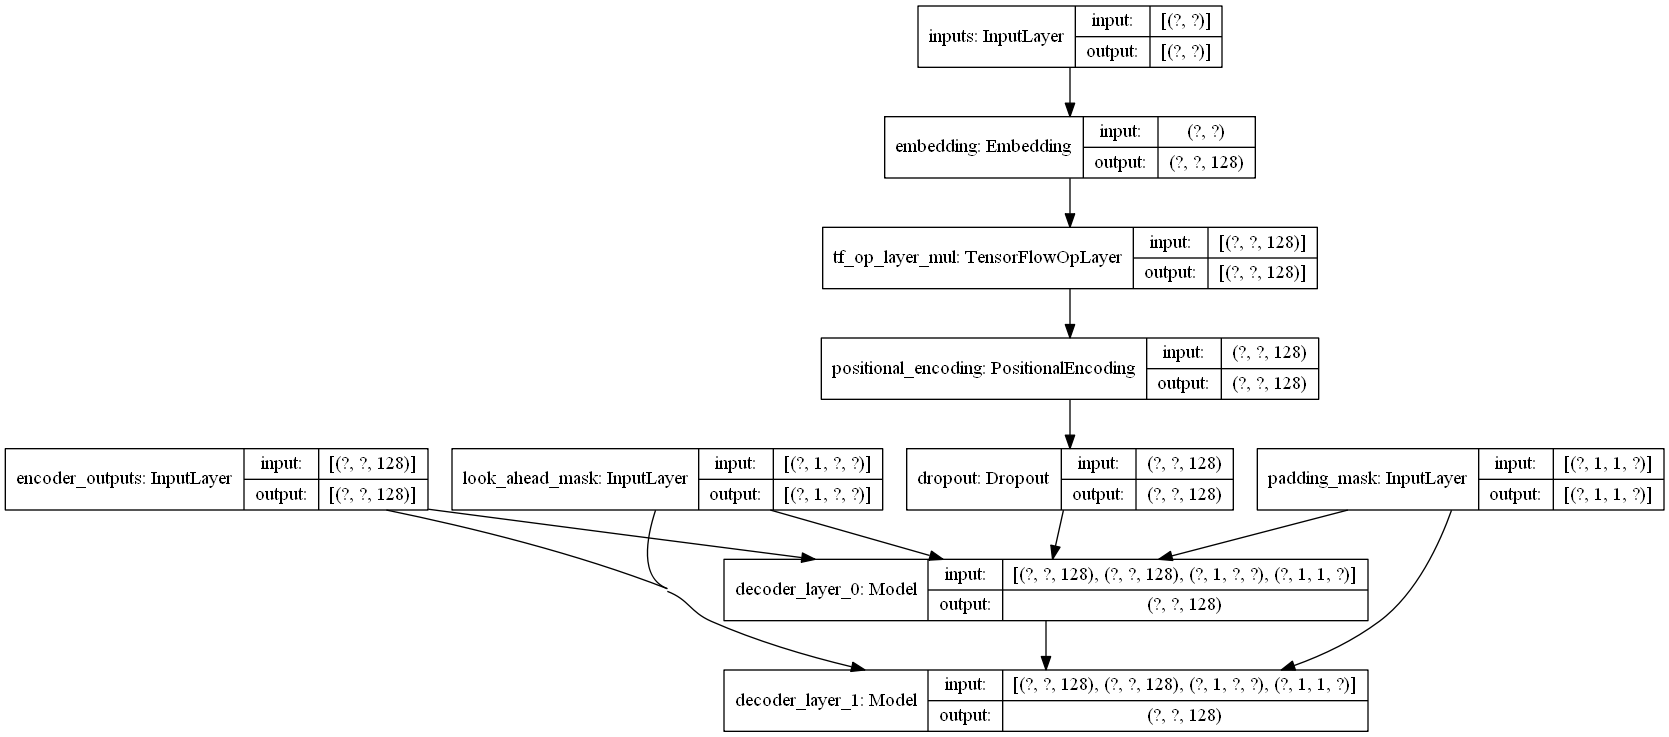 inputs: InputLayer
input: [(?, ?)]
output: [(?, ?)]
embedding: Embedding
input: (?, ?)
output: (?, ?, 128)
tf_op_layer_mul: TensorFlowOpLayer
input: [(?, ?, 128)]
output: [(?, ?, 128)]
positional_encoding: PositionalEncoding
input: (?, ?, 128)
output: (?, ?, 128)
encoder_outputs: InputLayer
input: [(?, ?, 128)]
output: [(?, ?, 128)]
look_ahead_mask: InputLayer
input: [(?, 1, ?, ?)]
output: [(?, 1, ?, ?)]
dropout: Dropout
input: (?, ?, 128)
output: (?, ?, 128)
padding_mask: InputLayer
input: [(?, 1, 1, ?)]
output: [(?, 1, 1, ?)]
decoder_layer_0: Model
input: [(?, ?, 128), (?, ?, 128), (?, 1, ?, ?), (?, 1, 1, ?)]
output: (?, ?, 128)
decoder_layer_1: Model
input: [(?, ?, 128), (?, ?, 128), (?, 1, ?, ?), (?, 1, 1, ?)]
output: (?, ?, 128)